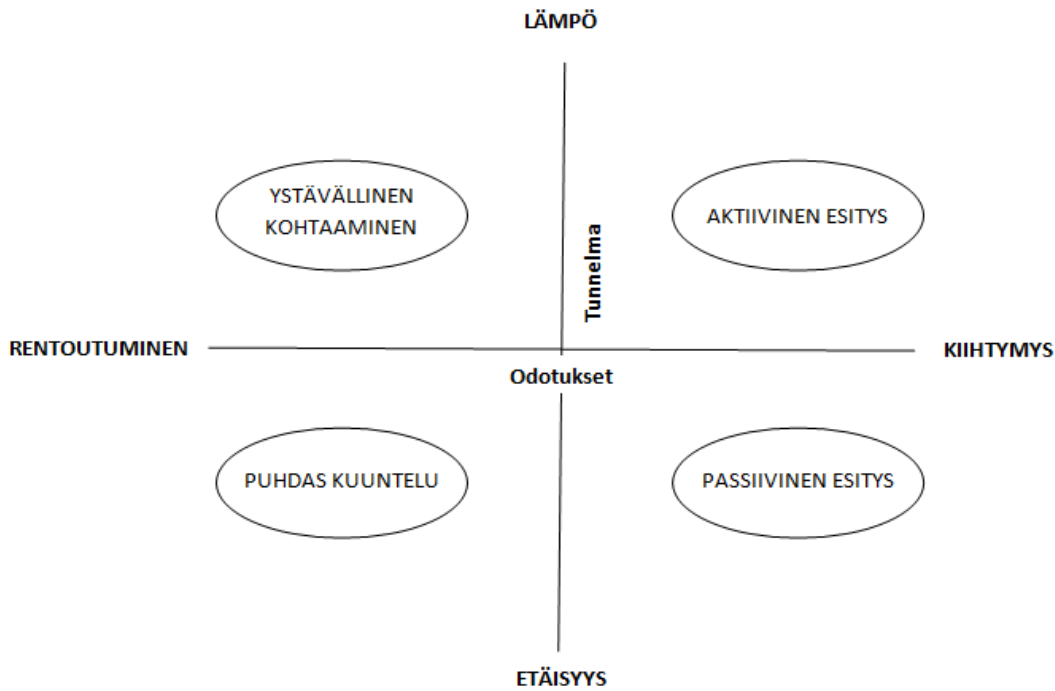 LÄMPÖ
YSTÄVÄLLINEN
KOHTAAMINEN
AKTIIVINEN ESITYS
Tunnelma
RENTOUTUMINEN
KIIHTYMYS
Odotukset
PUHDAS KUUNTELU
PASSIIVINEN ESITYS
ETÄISYYS